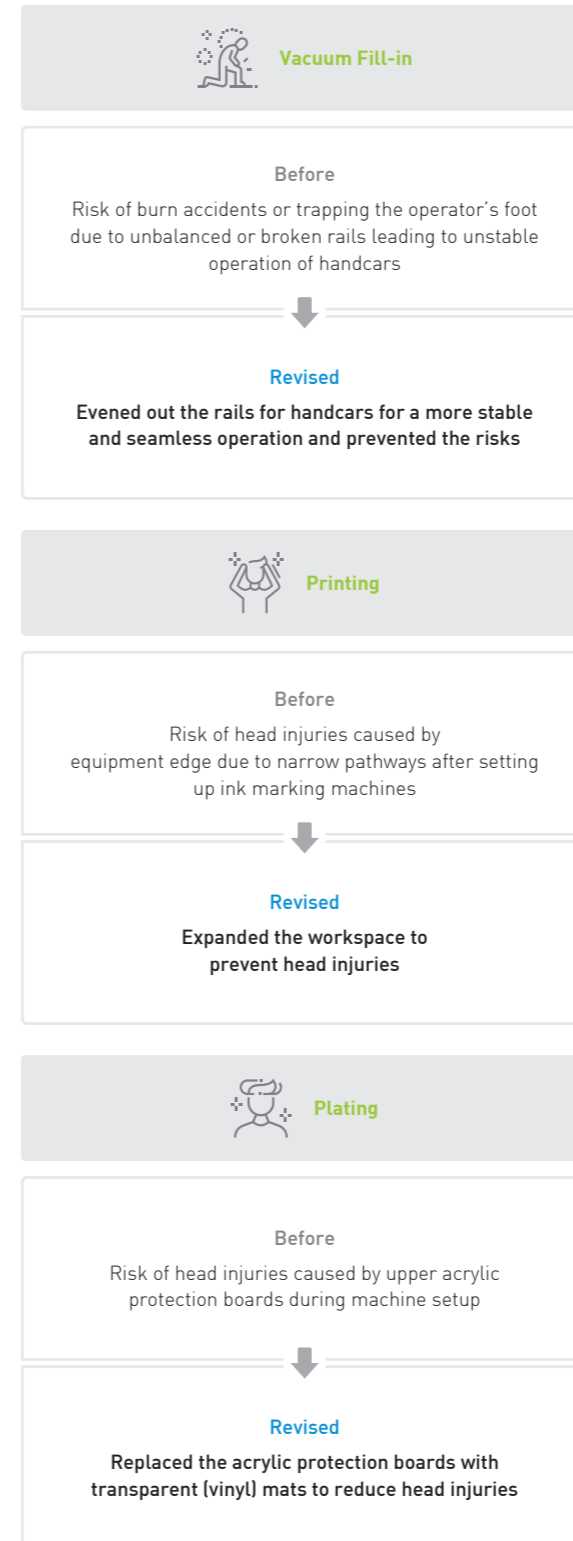 Vacuum Fill-in
Before
Risk of burn accidents or trapping the operator's foot
due to unbalanced or broken rails leading to unstable
operation of handcars
Revised
Evened out the rails for handcars for a more stable
and seamless operation and prevented the risks
Printing
Before
Risk of head injuries caused by
equipment edge due to narrow pathways after setting
up ink marking machines
Revised
Expanded the workspace to
prevent head injuries
Plating
Before
Risk of head injuries caused by upper acrylic
protection boards during machine setup
Revised
Replaced the acrylic protection boards with
transparent (vinyl) mats to reduce head injuries